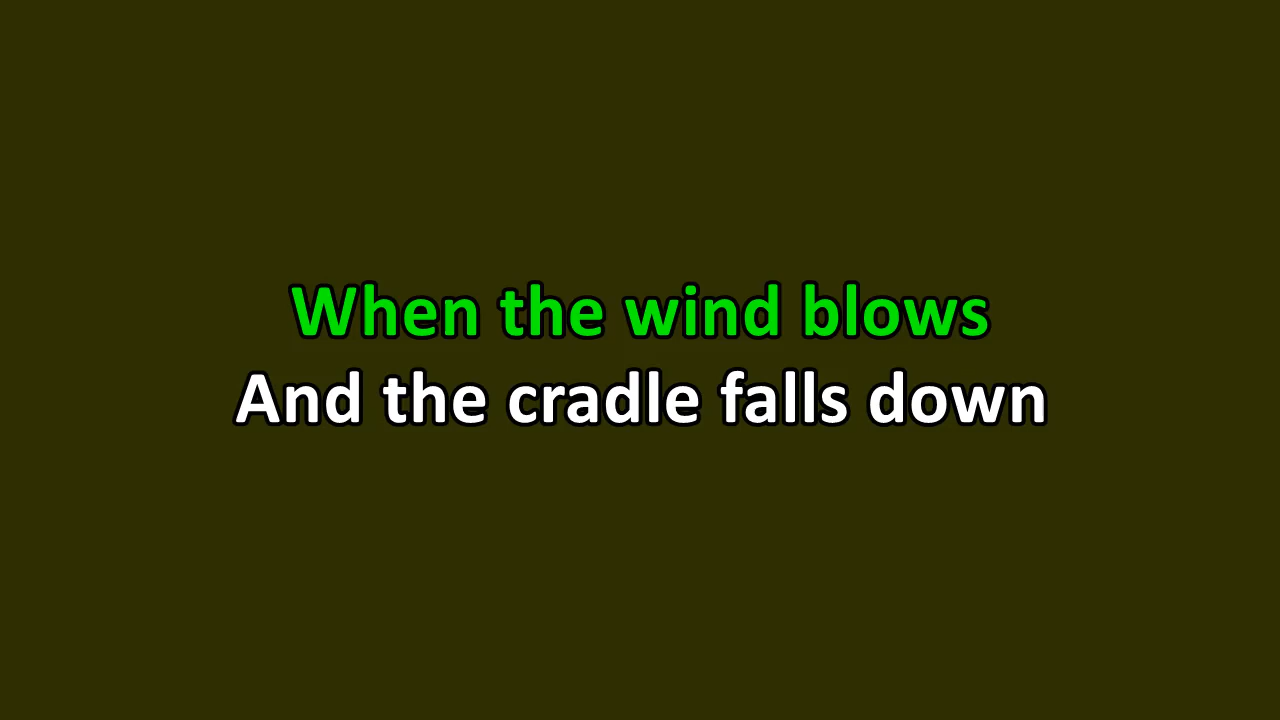 When the wind blows
And the cradle falls down